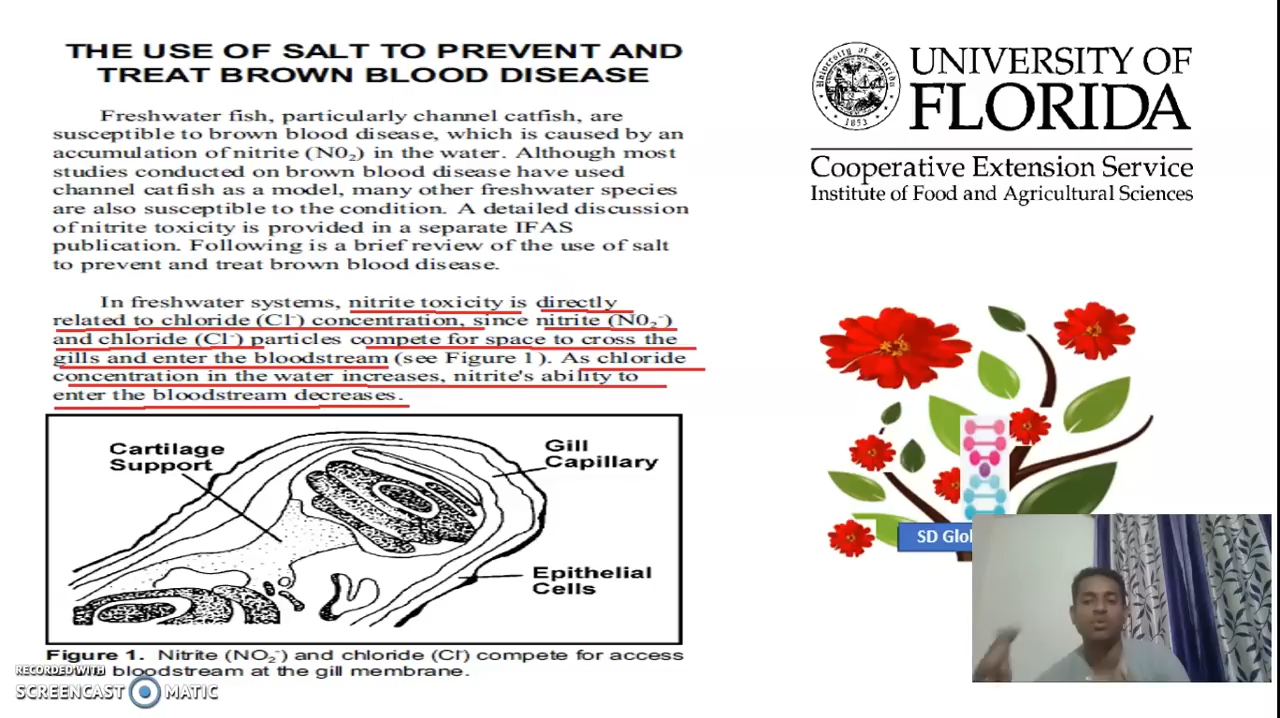 THE USE OF SALT TO PREVENT AND
TREAT BROWN BLOOD DISEASE
Freshwater fish, particularly channel catfish, are
susceptible to brown blood disease, which is caused by an
accumulation of nitrite (N0₂) in the water. Although most
studies conducted on brown blood disease have used
channel catfish as a model, many other freshwater species
are also susceptible to the condition. A detailed discussion
of nitrite toxicity is provided in a separate IFAS
publication. Following is a brief review of the use of salt
to prevent and treat brown blood disease.
In freshwater systems, nitrite toxicity is directly
related to chloride (Cl⁻) concentration, since nitrite (N0₂⁻)
and chloride (Cl⁻) particles compete for space to cross the
gills and enter the bloodstream (see Figure 1). As chloride
concentration in the water increases, nitrite's ability to
enter the bloodstream decreases.
Cartilage
Support
Gill
Capillary
Epithelial
Cells
Figure 1. Nitrite (NO₂⁻) and chloride (Cl⁻) compete for access
bloodstream at the gill membrane.
RECORDED WITH
SCREENCAST MATIC
University of Florida
1853
UNIVERSITY OF
FLORIDA
Cooperative Extension Service
Institute of Food and Agricultural Sciences
SD Glo